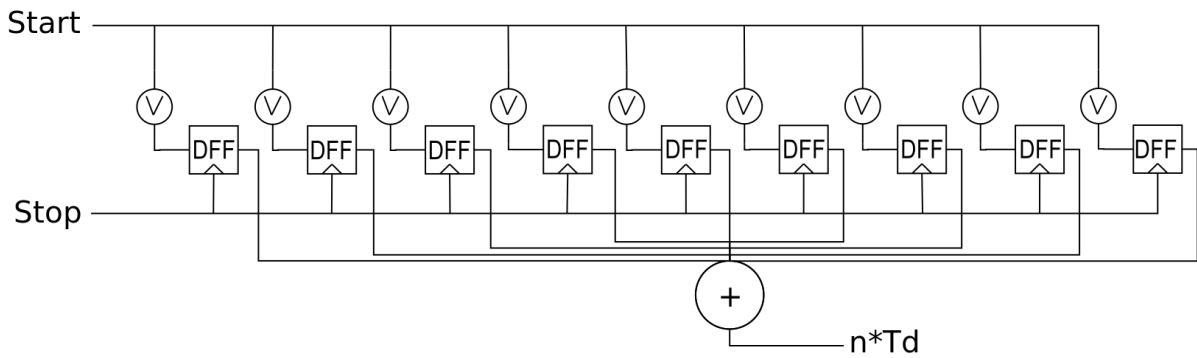 Start
V V V V V V V V V
DFF DFF DFF DFF DFF DFF DFF DFF DFF
Stop
+
n*Td